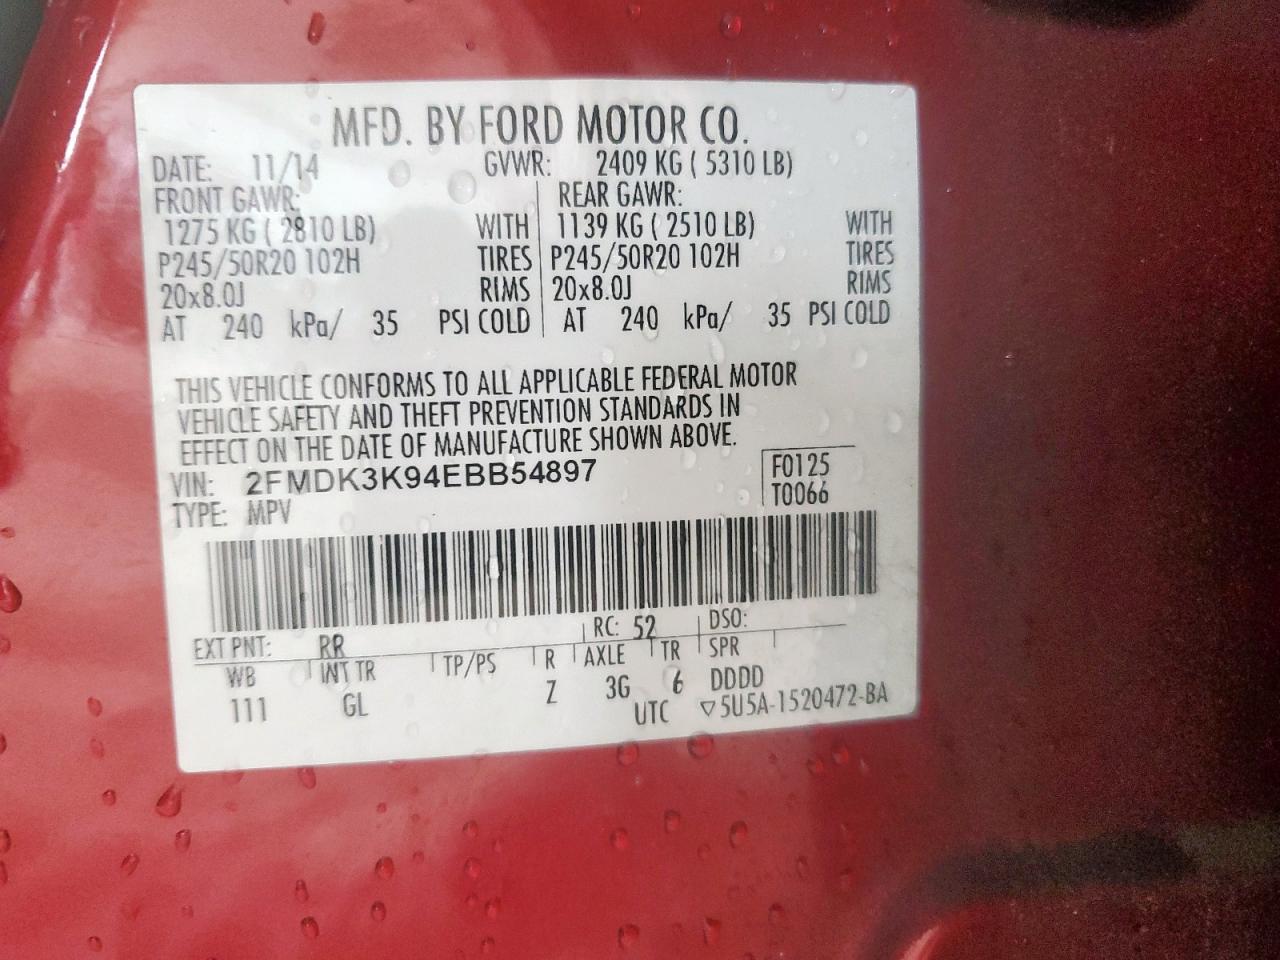 MFD. BY FORD MOTOR CO.
DATE: 11/14 GVWR: 2409 KG ( 5310 LB)
FRONT GAWR: REAR GAWR:
1275 KG ( 2810 LB) WITH 1139 KG ( 2510 LB) WITH
P245/50R20 102H TIRES P245/50R20 102H TIRES
20x8.0J RIMS 20x8.0J RIMS
AT 240 kPa/ 35 PSI COLD AT 240 kPa/ 35 PSI COLD
THIS VEHICLE CONFORMS TO ALL APPLICABLE FEDERAL MOTOR
VEHICLE SAFETY AND THEFT PREVENTION STANDARDS IN
EFFECT ON THE DATE OF MANUFACTURE SHOWN ABOVE.
VIN: 2FMDK3K94EBB54897 F0125
TYPE: MPV T0066
EXT PNT: RR RC: 52 DSO:
WB INT TR TP/PS R AXLE TR SPR
111 GL Z 3G 6 DDDD
UTC ▽5U5A-1520472-BA